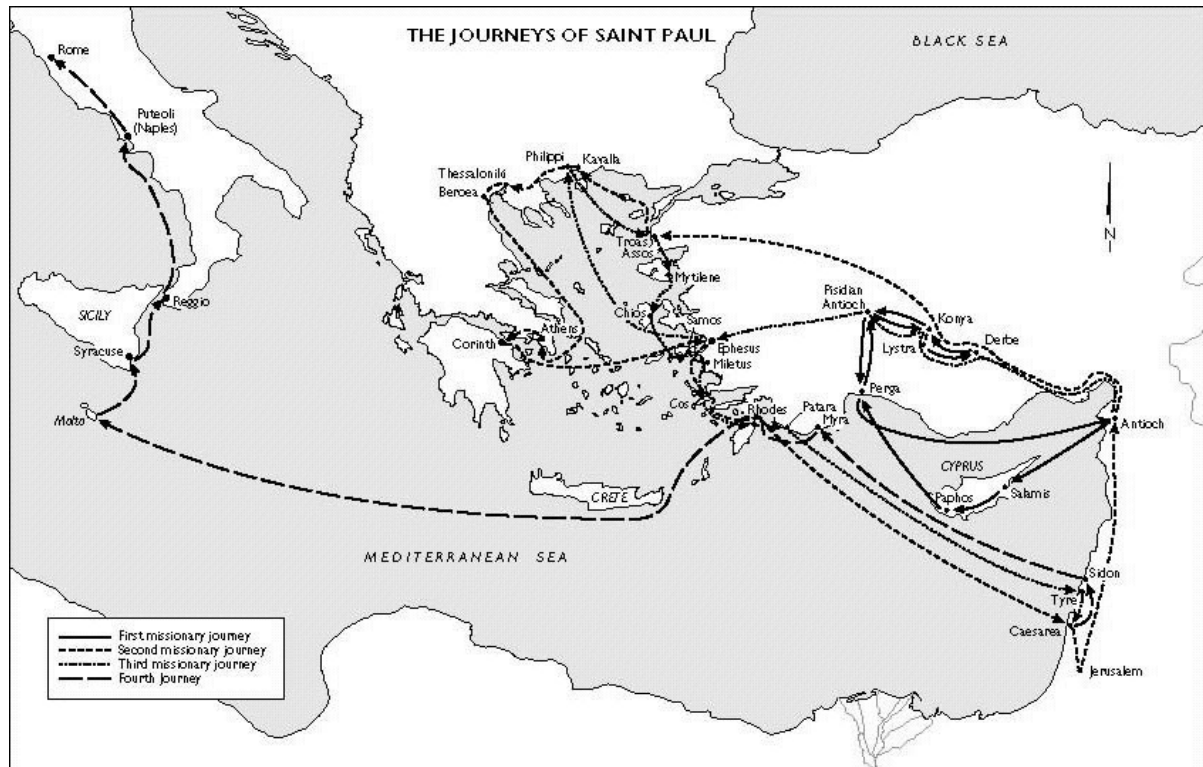 THE JOURNEYS OF SAINT PAUL
BLACK SEA
Rome
Puteoli
(Naples)
Philippi
Kavalla
Thessaloniki
Beroea
N
Troas
Assos
Mytilene
Reggio
SICILY
Syracuse
Malta
Chios
Samos
Athens
Corinth
Ephesus
Miletus
Pisidian
Antioch
Konya
Lystra
Derbe
Perga
Cos
Rhodes
Patara
Myra
Antioch
CYPRUS
Paphos
Salamis
CRETE
MEDITERRANEAN SEA
Sidon
Tyre
Caesarea
Jerusalem
First missionary journey
Second missionary journey
Third missionary journey
Fourth journey